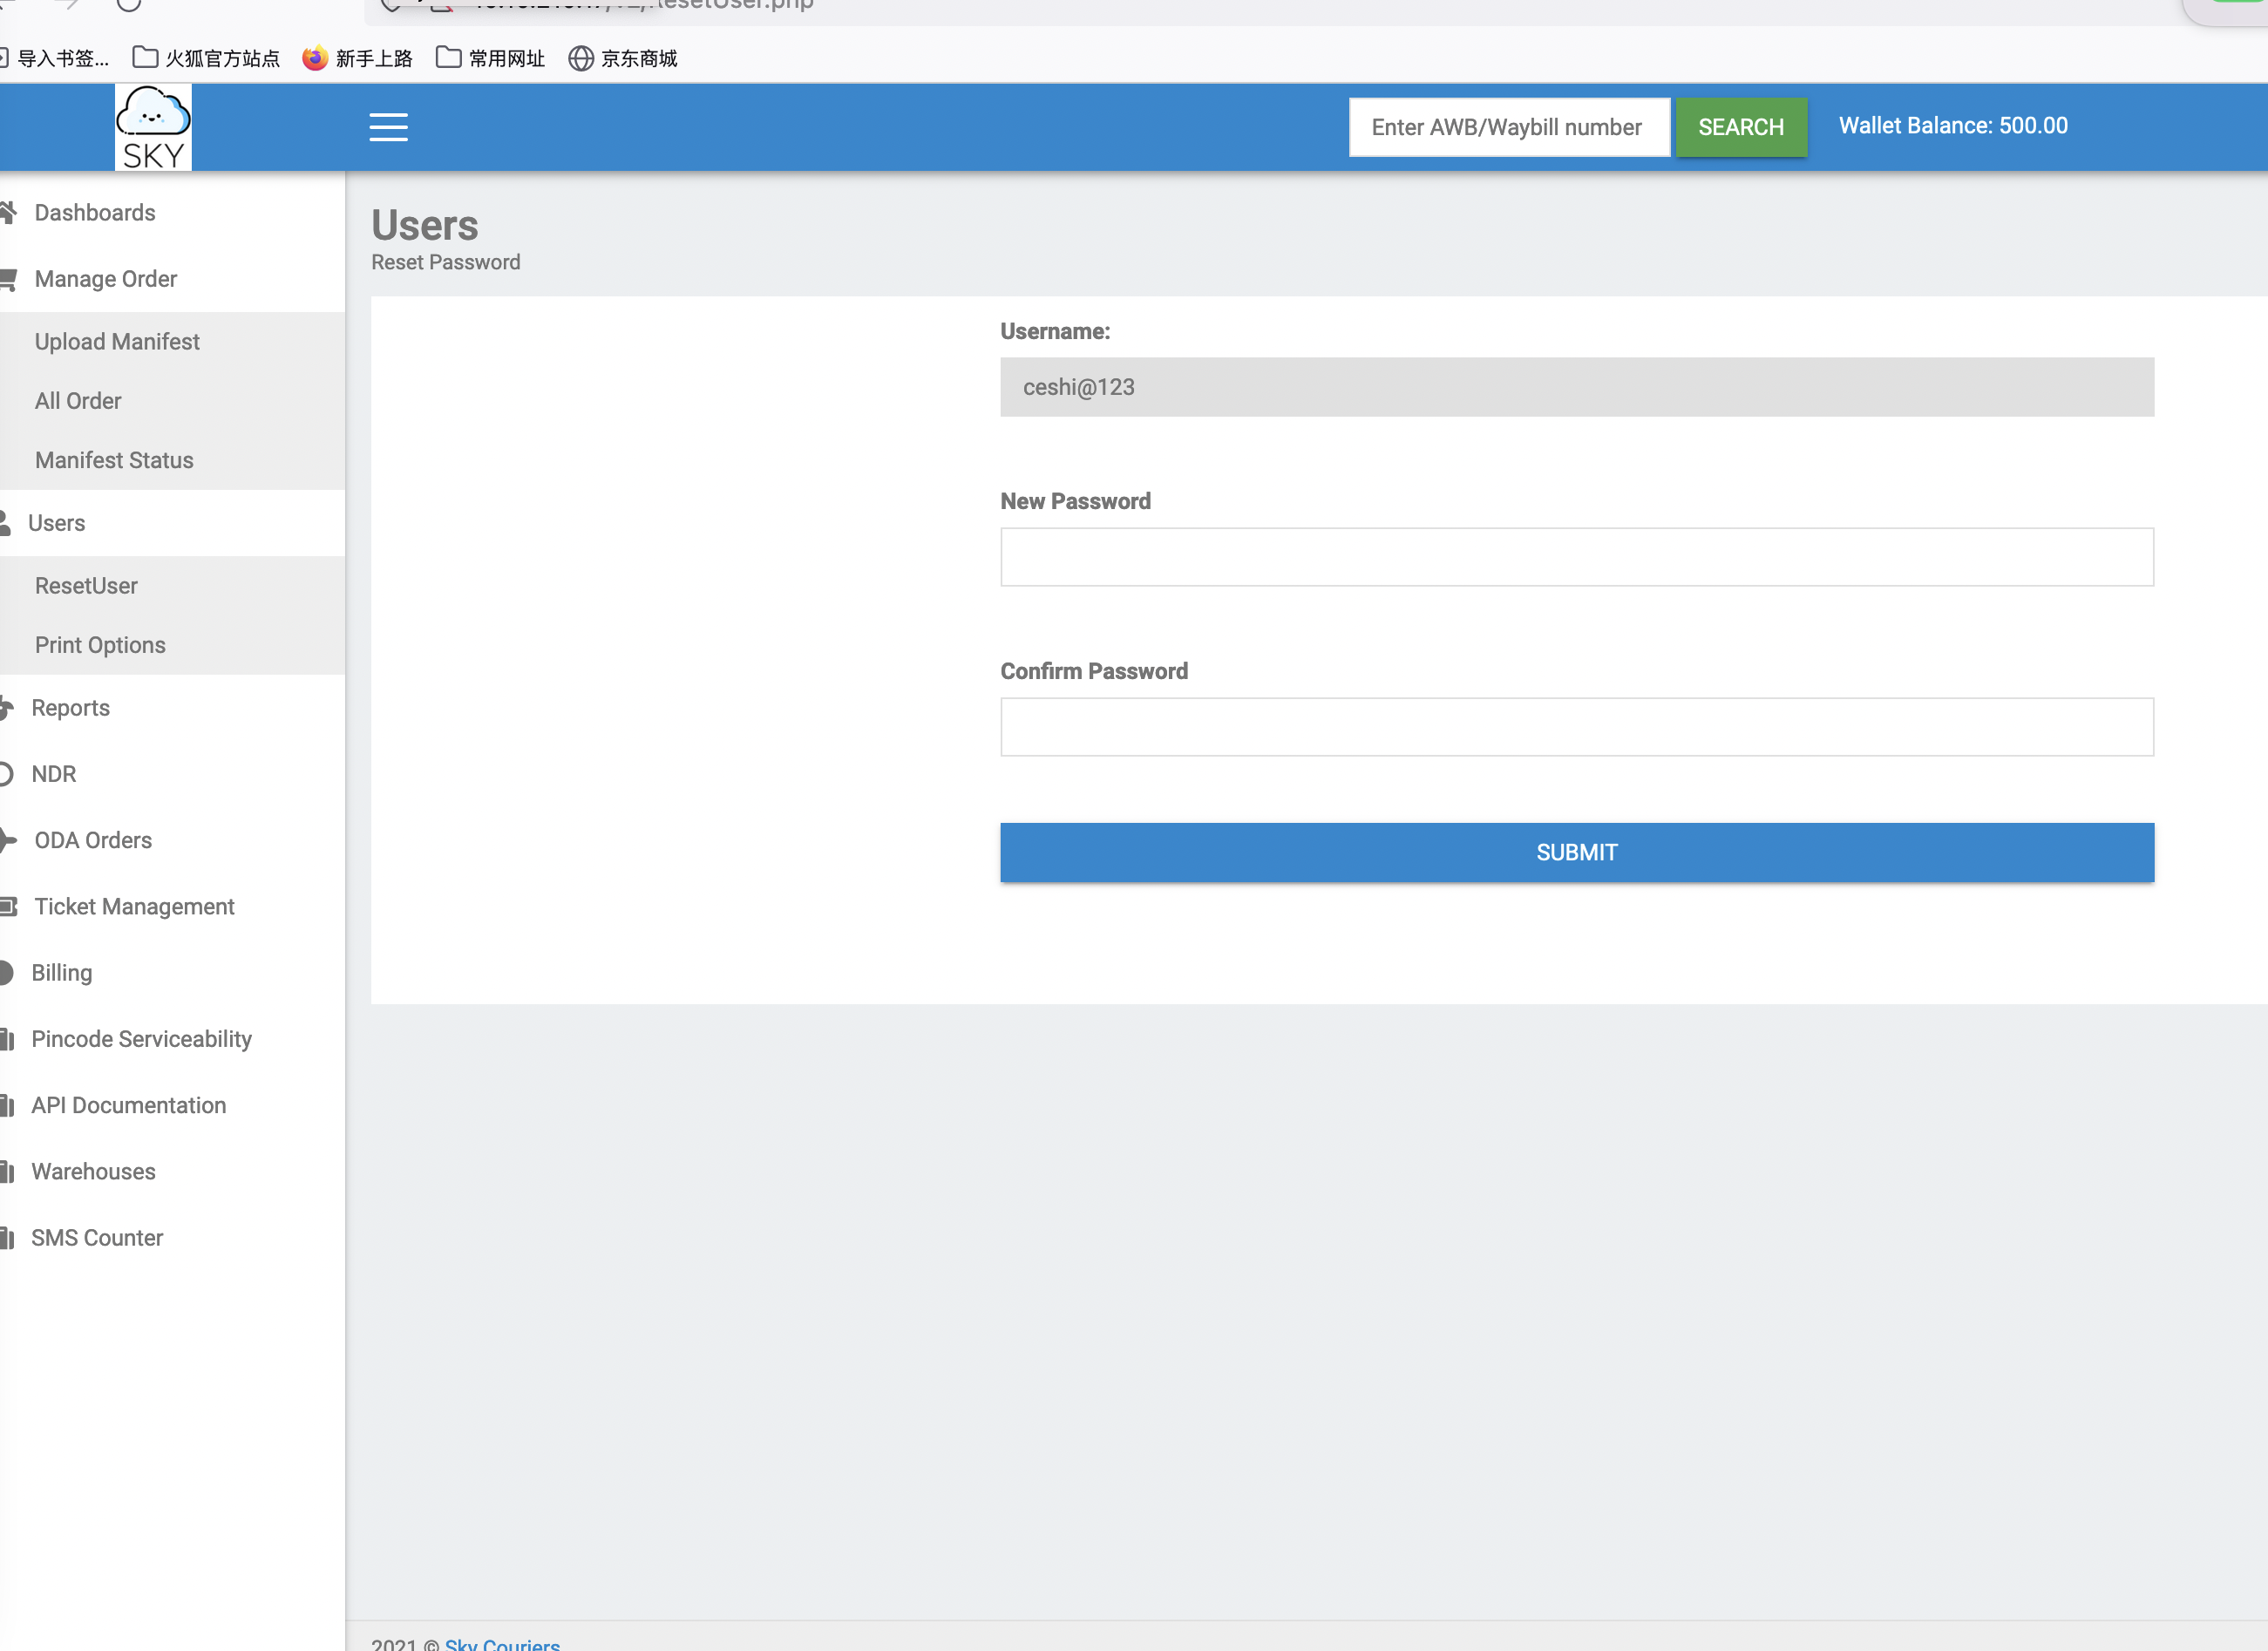 导入书签... 火狐官方站点 新手上路 常用网址 京东商城
SKY
Enter AWB/Waybill number SEARCH Wallet Balance: 500.00
Dashboards
Manage Order
Upload Manifest
All Order
Manifest Status
Users
ResetUser
Print Options
Reports
NDR
ODA Orders
Ticket Management
Billing
Pincode Serviceability
API Documentation
Warehouses
SMS Counter
Users
Reset Password
Username:
ceshi@123
New Password
Confirm Password
SUBMIT
2021 © Sky Couriers